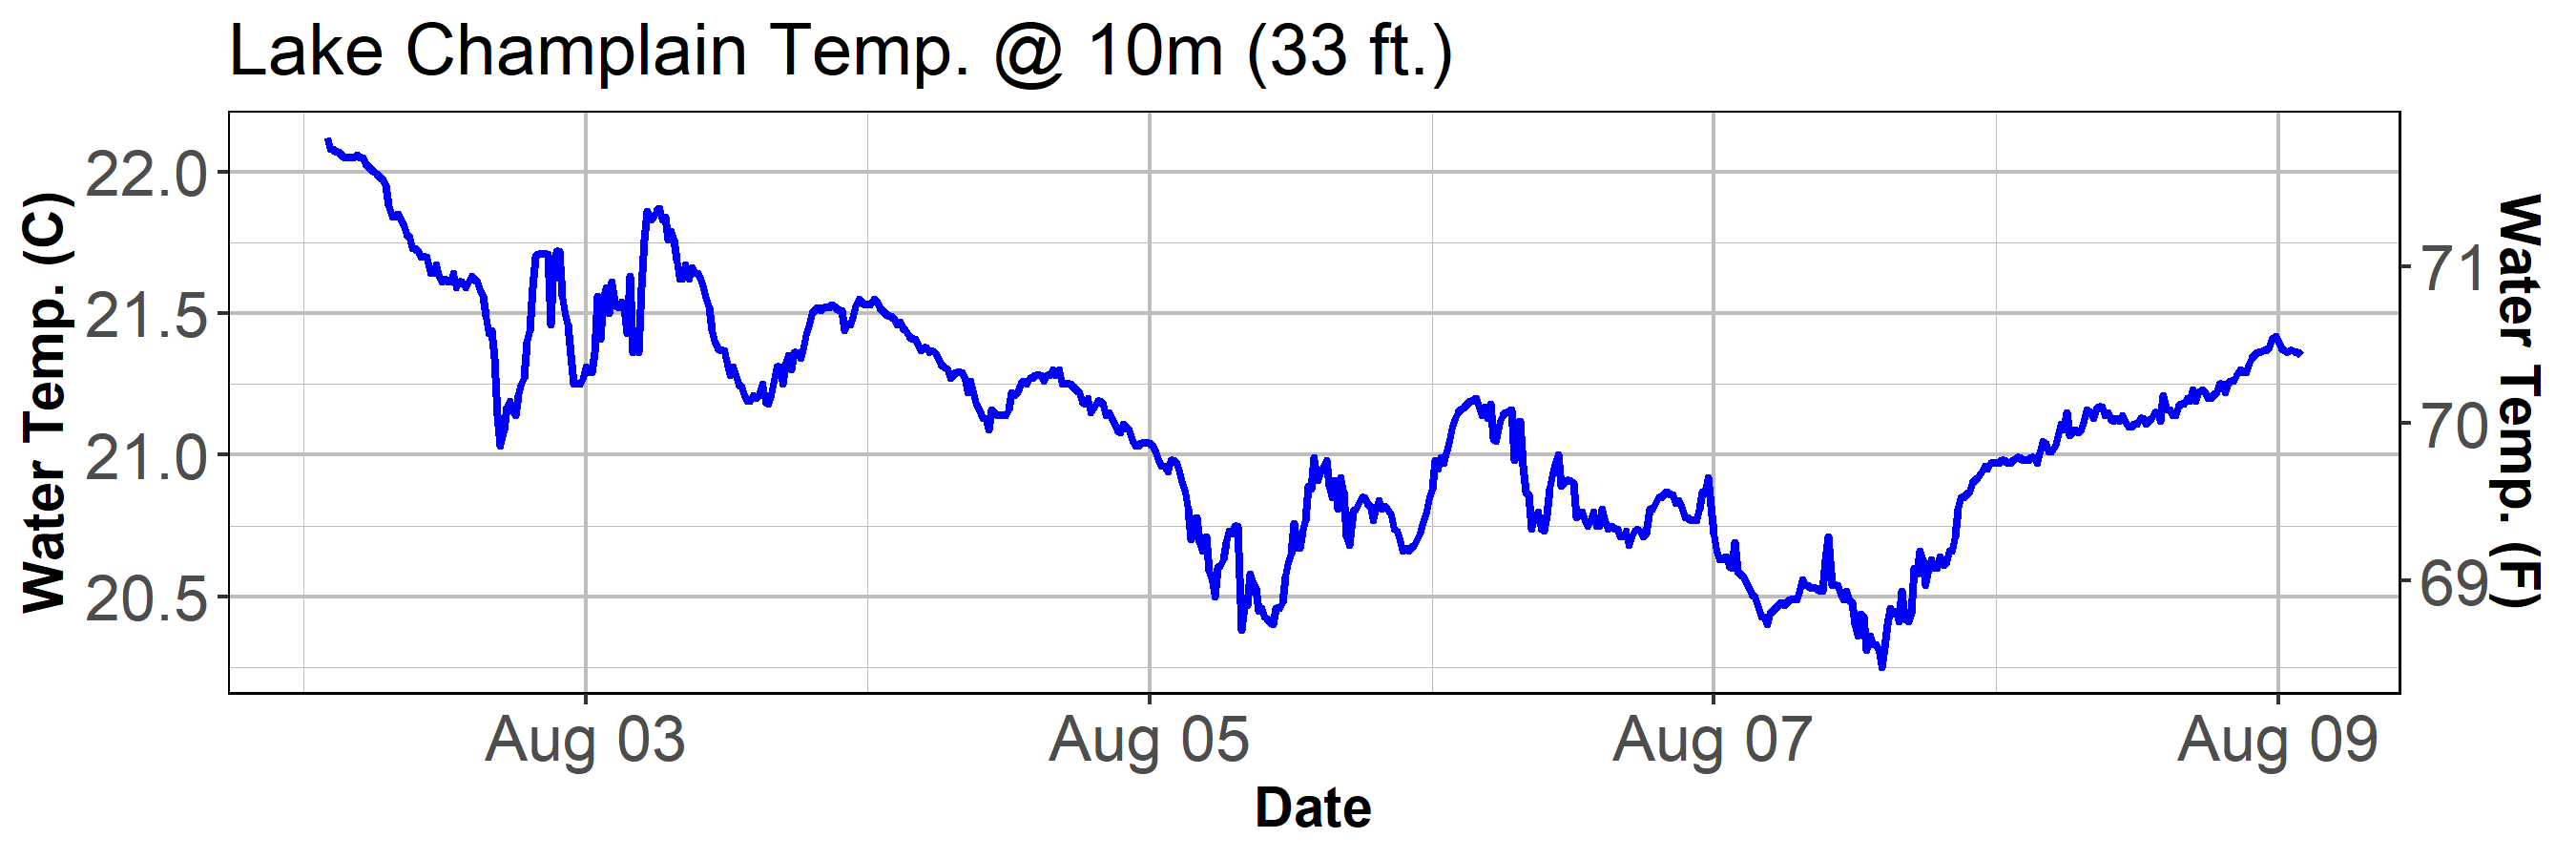 Lake Champlain Temp. @ 10m (33 ft.)
Water Temp. (C)
22.0
21.5
21.0
20.5
71
70
69
Water Temp. (F)
Aug 03 Aug 05 Aug 07 Aug 09
Date